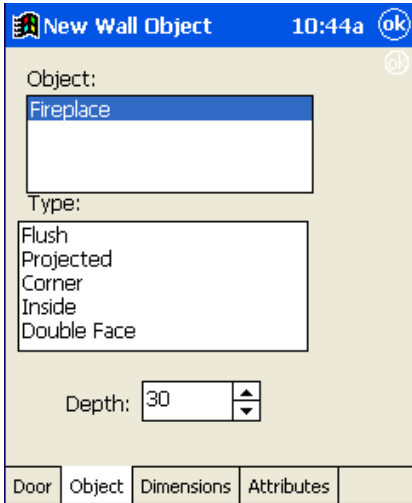 New Wall Object 10:44a ok
ok
Object:
Fireplace
Type:
Flush
Projected
Corner
Inside
Double Face
Depth: 30
Door Object Dimensions Attributes